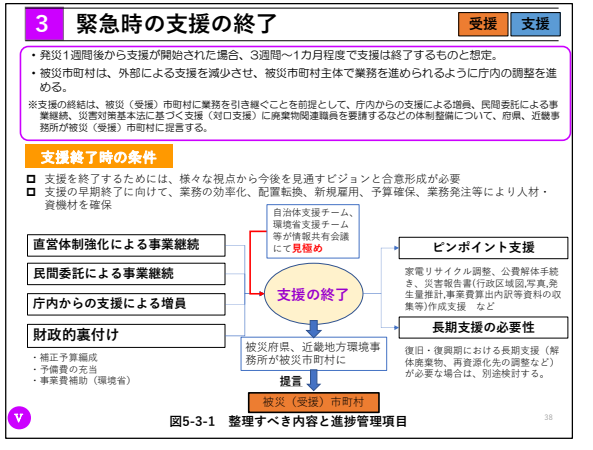 3 緊急時の支援の終了
受援 支援
・発災1週間後から支援が開始された場合、3週間～1カ月程度で支援は終了するものと想定。
・被災市町村は、外部による支援を減少させ、被災市町村主体で業務を進められるように庁内の調整を進
める。
※支援の終結は、被災（受援）市町村に業務を引き継ぐことを前提として、庁内からの支援による増員、民間委託による事
業継続、災害対策基本法に基づく支援（対口支援）に廃棄物関連職員を要請するなどの体制整備について、府県、近畿事
務所が被災（受援）市町村に提言する。
支援終了時の条件
支援を終了するためには、様々な視点から今後を見通すビジョンと合意形成が必要
支援の早期終了に向けて、業務の効率化、配置転換、新規雇用、予算確保、業務発注等により人材・
資機材を確保
自治体支援チーム、
環境省支援チーム
等が情報共有会議
にて見極め
直営体制強化による事業継続
民間委託による事業継続
庁内からの支援による増員
財政的裏付け
・補正予算編成
・予備費の充当
・事業費補助（環境省）
支援の終了
ピンポイント支援
家電リサイクル調整、公費解体手続
き、災害報告書(行政区域図,写真,発
生量推計,事業費算出内訳等資料の収
集等)作成支援　など
長期支援の必要性
復旧・復興期における長期支援（解
体廃棄物、再資源化先の調整など）
が必要な場合は、別途検討する。
被災府県、近畿地方環境事
務所が被災市町村に
提言
被災（受援）市町村
図5-3-1　整理すべき内容と進捗管理項目
V
38